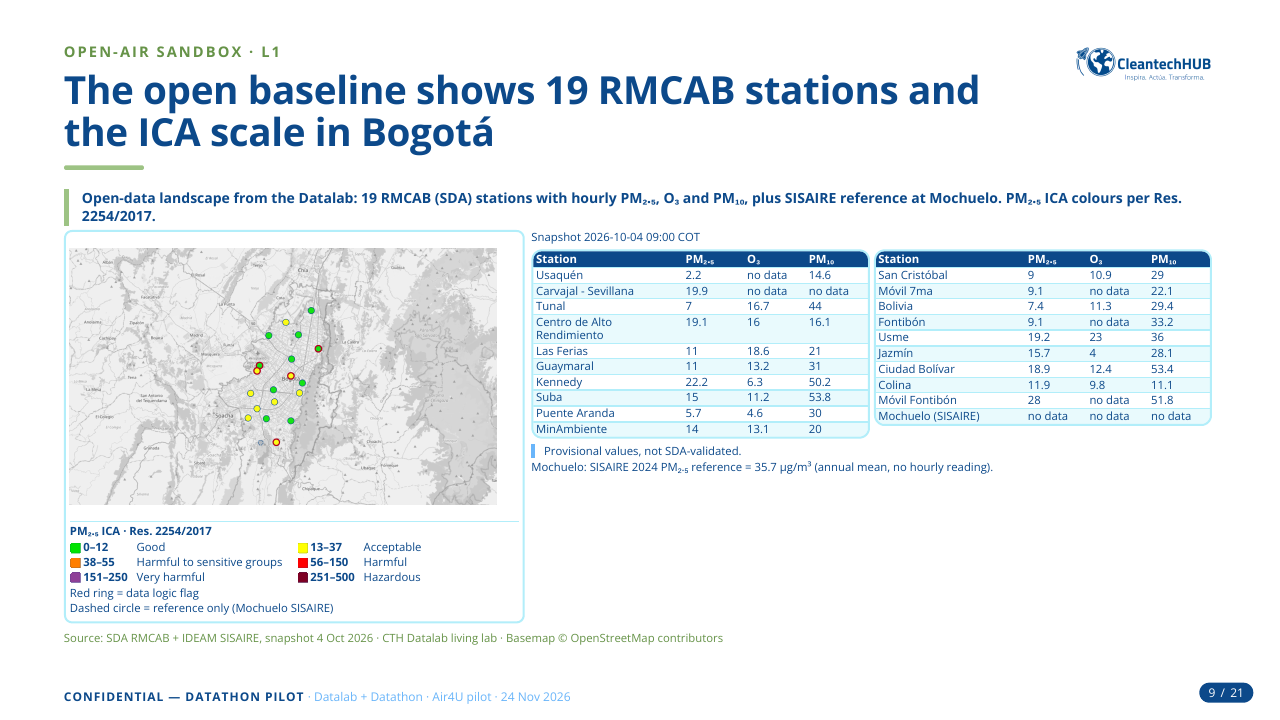 OPEN-AIR SANDBOX · L1
CleantechHUB
Inspira. Actúa. Transforma.
The open baseline shows 19 RMCAB stations and
the ICA scale in Bogotá
Open-data landscape from the Datalab: 19 RMCAB (SDA) stations with hourly PM₂.₅, O₃ and PM₁₀, plus SISAIRE reference at Mochuelo. PM₂.₅ ICA colours per Res.
2254/2017.
Snapshot 2026-10-04 09:00 COT
Station PM₂.₅ O₃ PM₁₀
Usaquén 2.2 no data 14.6
Carvajal - Sevillana 19.9 no data no data
Tunal 7 16.7 44
Centro de Alto
Rendimiento 19.1 16 16.1
Las Ferias 11 18.6 21
Guaymaral 11 13.2 31
Kennedy 22.2 6.3 50.2
Suba 15 11.2 53.8
Puente Aranda 5.7 4.6 30
MinAmbiente 14 13.1 20
Station PM₂.₅ O₃ PM₁₀
San Cristóbal 9 10.9 29
Móvil 7ma 9.1 no data 22.1
Bolivia 7.4 11.3 29.4
Fontibón 9.1 no data 33.2
Usme 19.2 23 36
Jazmín 15.7 4 28.1
Ciudad Bolívar 18.9 12.4 53.4
Colina 11.9 9.8 11.1
Móvil Fontibón 28 no data 51.8
Mochuelo (SISAIRE) no data no data no data
Provisional values, not SDA-validated.
Mochuelo: SISAIRE 2024 PM₂.₅ reference = 35.7 µg/m³ (annual mean, no hourly reading).
Chía
La Calera
Soacha
PM₂.₅ ICA · Res. 2254/2017
0–12 Good 13–37 Acceptable
38–55 Harmful to sensitive groups 56–150 Harmful
151–250 Very harmful 251–500 Hazardous
Red ring = data logic flag
Dashed circle = reference only (Mochuelo SISAIRE)
Source: SDA RMCAB + IDEAM SISAIRE, snapshot 4 Oct 2026 · CTH Datalab living lab · Basemap © OpenStreetMap contributors
CONFIDENTIAL — DATATHON PILOT · Datalab + Datathon · Air4U pilot · 24 Nov 2026
9 / 21